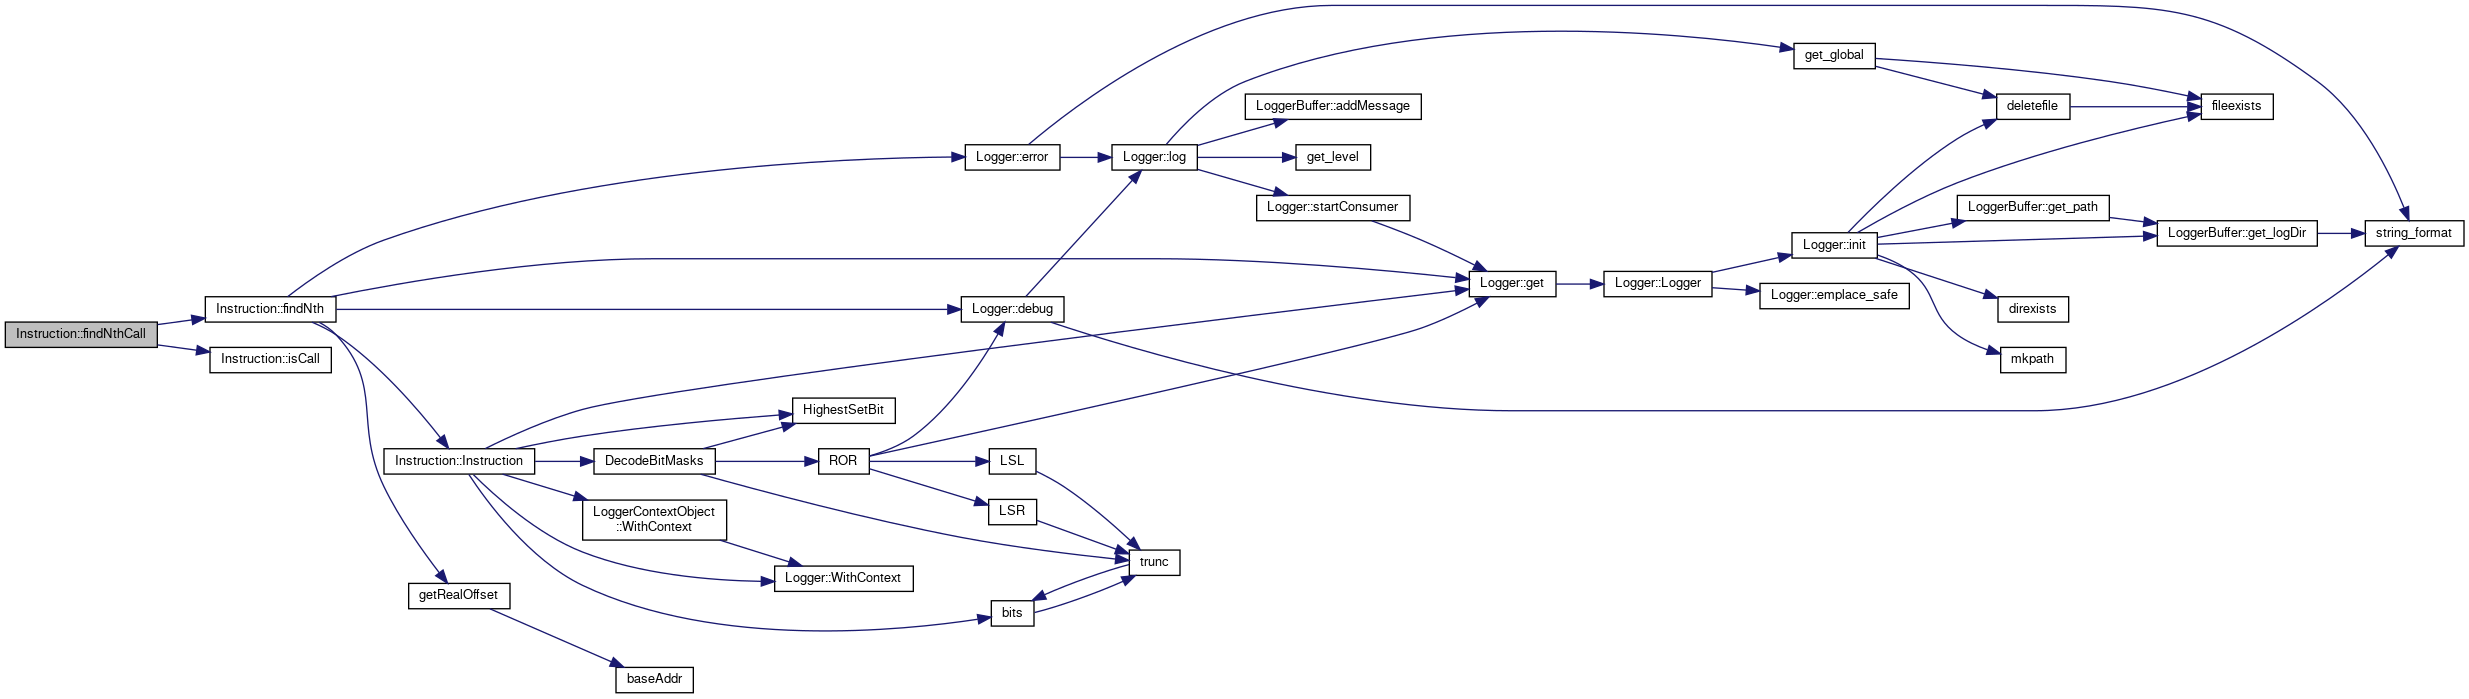 Instruction::findNthCall
Instruction::findNth
Instruction::isCall
Instruction::Instruction
getRealOffset
baseAddr
Logger::error
Logger::debug
HighestSetBit
DecodeBitMasks
LoggerContextObject
::WithContext
Logger::WithContext
ROR
LSL
LSR
bits
trunc
Logger::log
LoggerBuffer::addMessage
get_level
Logger::startConsumer
Logger::get
Logger::Logger
get_global
Logger::init
Logger::emplace_safe
deletefile
LoggerBuffer::get_path
direxists
mkpath
fileexists
LoggerBuffer::get_logDir
string_format